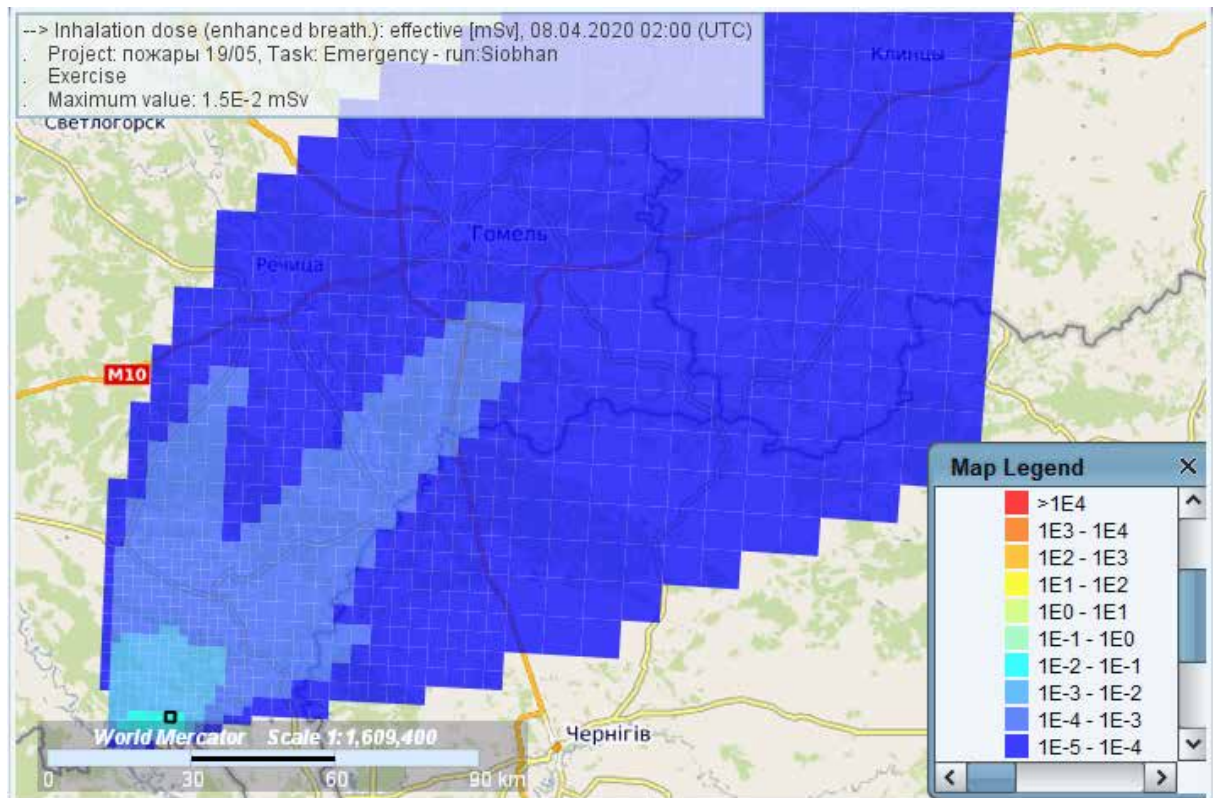 --> Inhalation dose (enhanced breath.): effective [mSv], 08.04.2020 02:00 (UTC)
. Project: пожары 19/05, Task: Emergency - run:Siobhan
. Exercise
. Maximum value: 1.5E-2 mSv
Клинцы
Светлогорск
Гомель
Речица
M10
Map Legend
>1E4
1E3 - 1E4
1E2 - 1E3
1E1 - 1E2
1E0 - 1E1
1E-1 - 1E0
1E-2 - 1E-1
1E-3 - 1E-2
1E-4 - 1E-3
1E-5 - 1E-4
World Mercator Scale 1:1,609,400
0 30 60 90 km
Чернігів